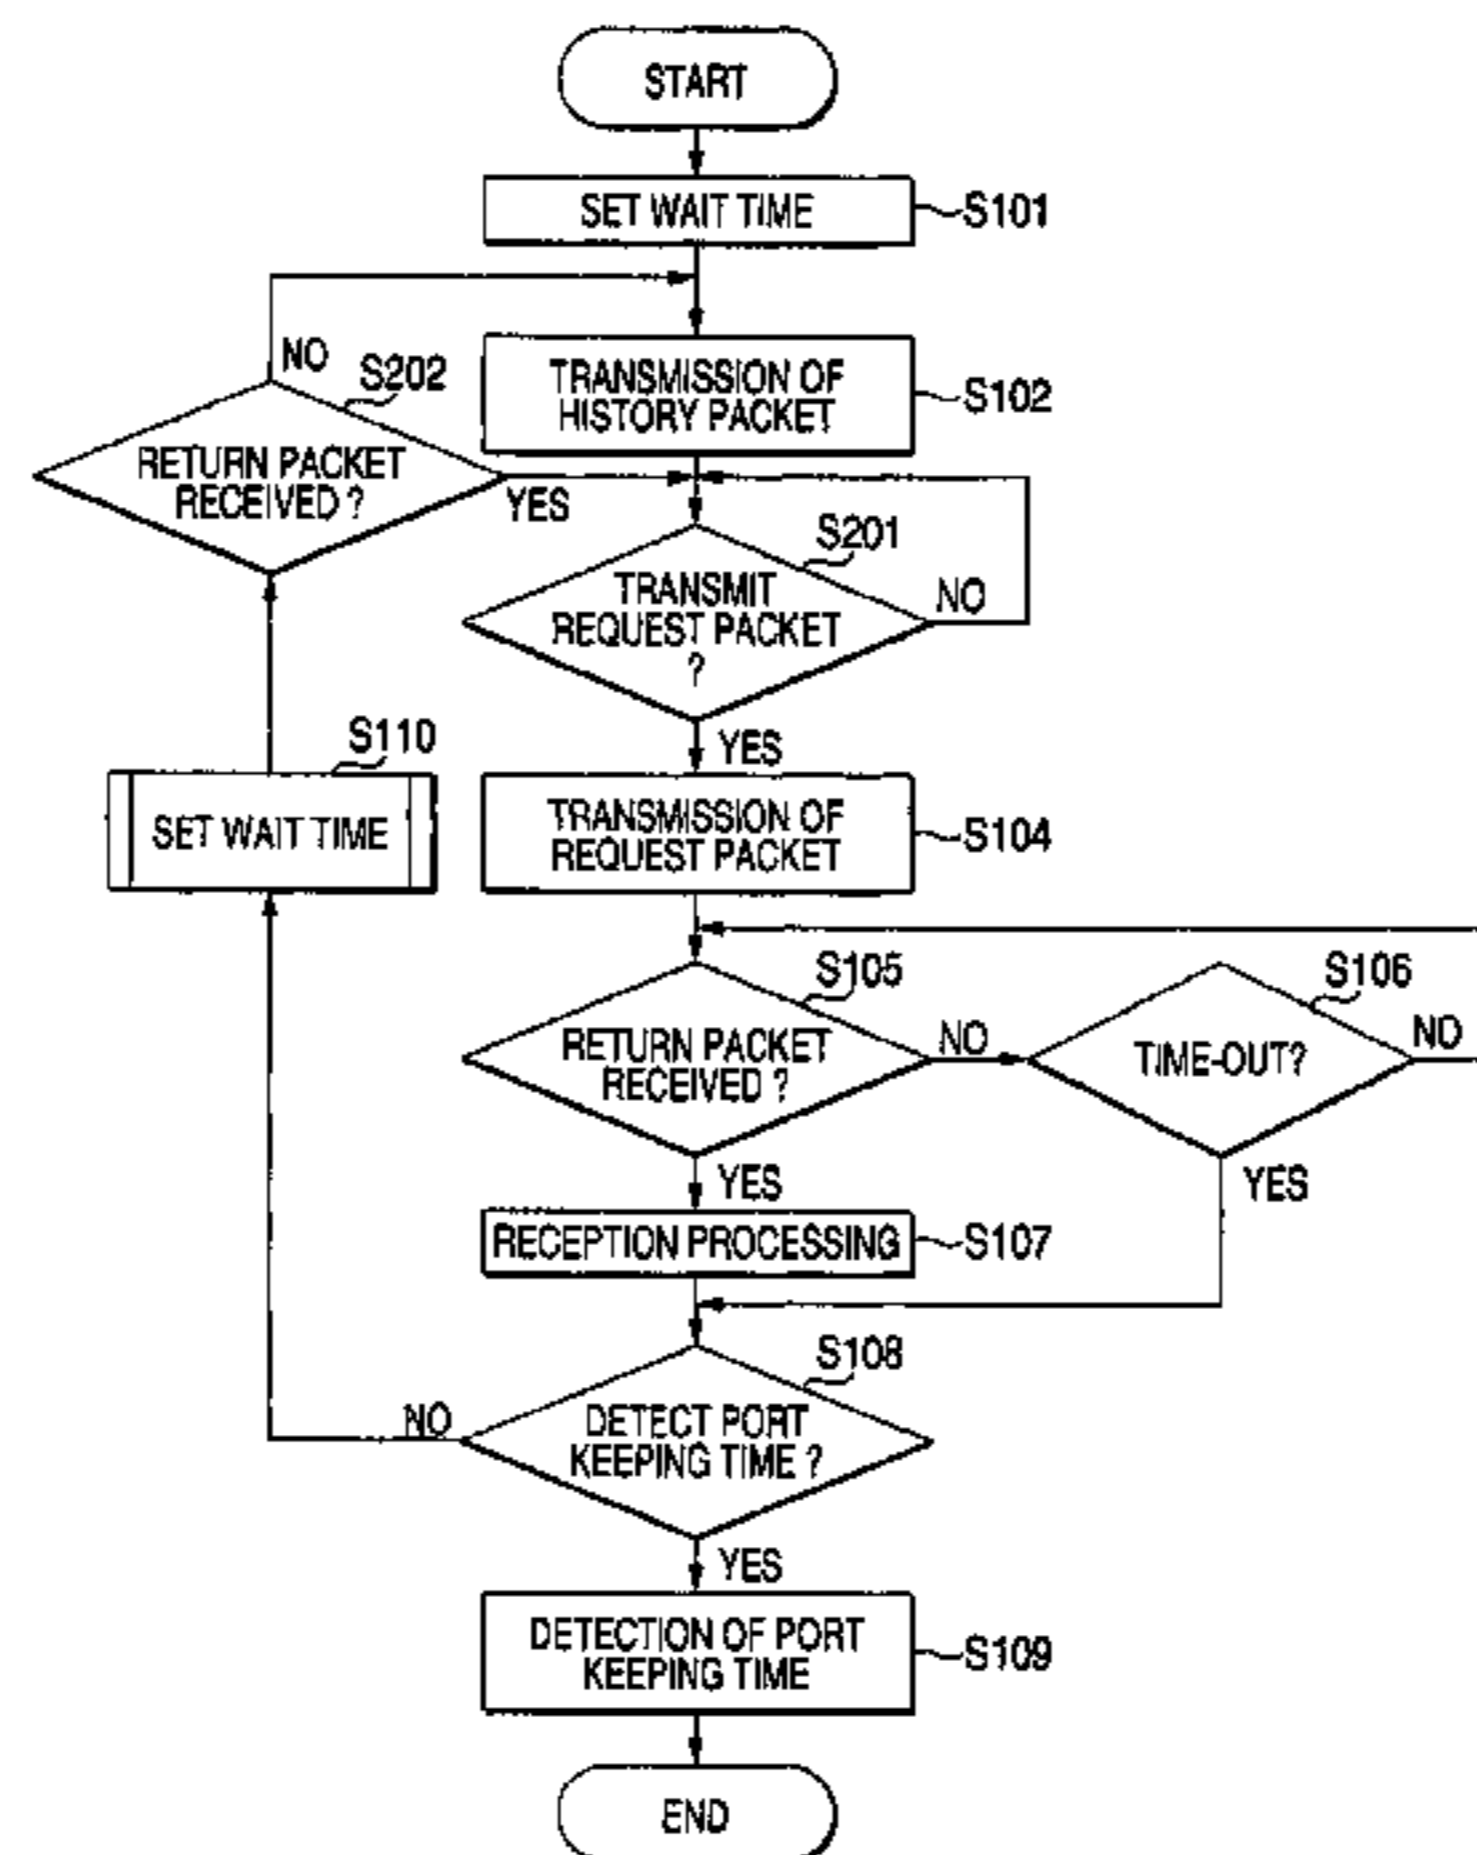 START
SET WAIT TIME
S101
NO
S202
TRANSMISSION OF
HISTORY PACKET
S102
RETURN PACKET
RECEIVED ?
YES
S201
TRANSMIT
REQUEST PACKET
?
NO
YES
S110
SET WAIT TIME
TRANSMISSION OF
REQUEST PACKET
S104
S105
RETURN PACKET
RECEIVED ?
NO
S106
TIME-OUT?
NO
YES
YES
RECEPTION PROCESSING
S107
S108
DETECT PORT
KEEPING TIME ?
NO
YES
DETECTION OF PORT
KEEPING TIME
S109
END